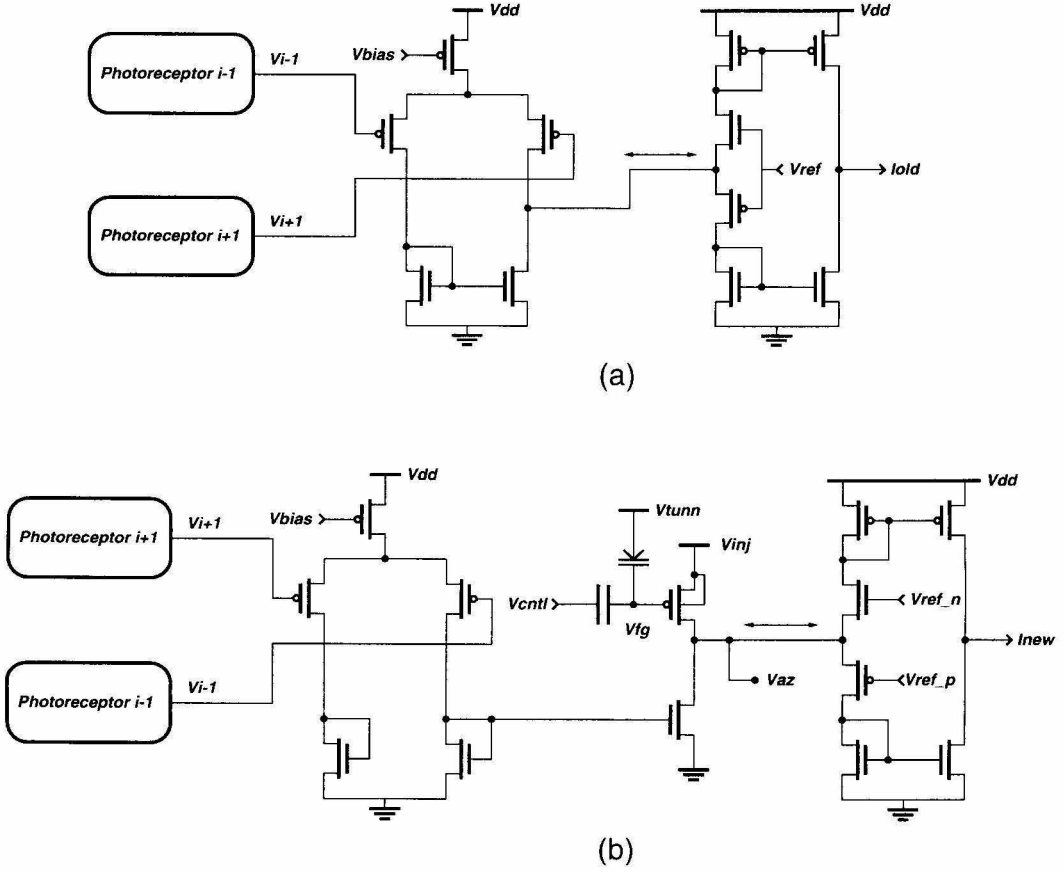 Vdd
Vdd
Vbias
Photoreceptor i-1
Vi-1
Vref
Iold
Photoreceptor i+1
Vi+1
(a)
Vdd
Vdd
Photoreceptor i+1
Vi+1
Vbias
Vtunn
Vinj
Vcntl
Vfg
Vref_n
Inew
Photoreceptor i-1
Vi-1
Vaz
Vref_p
(b)